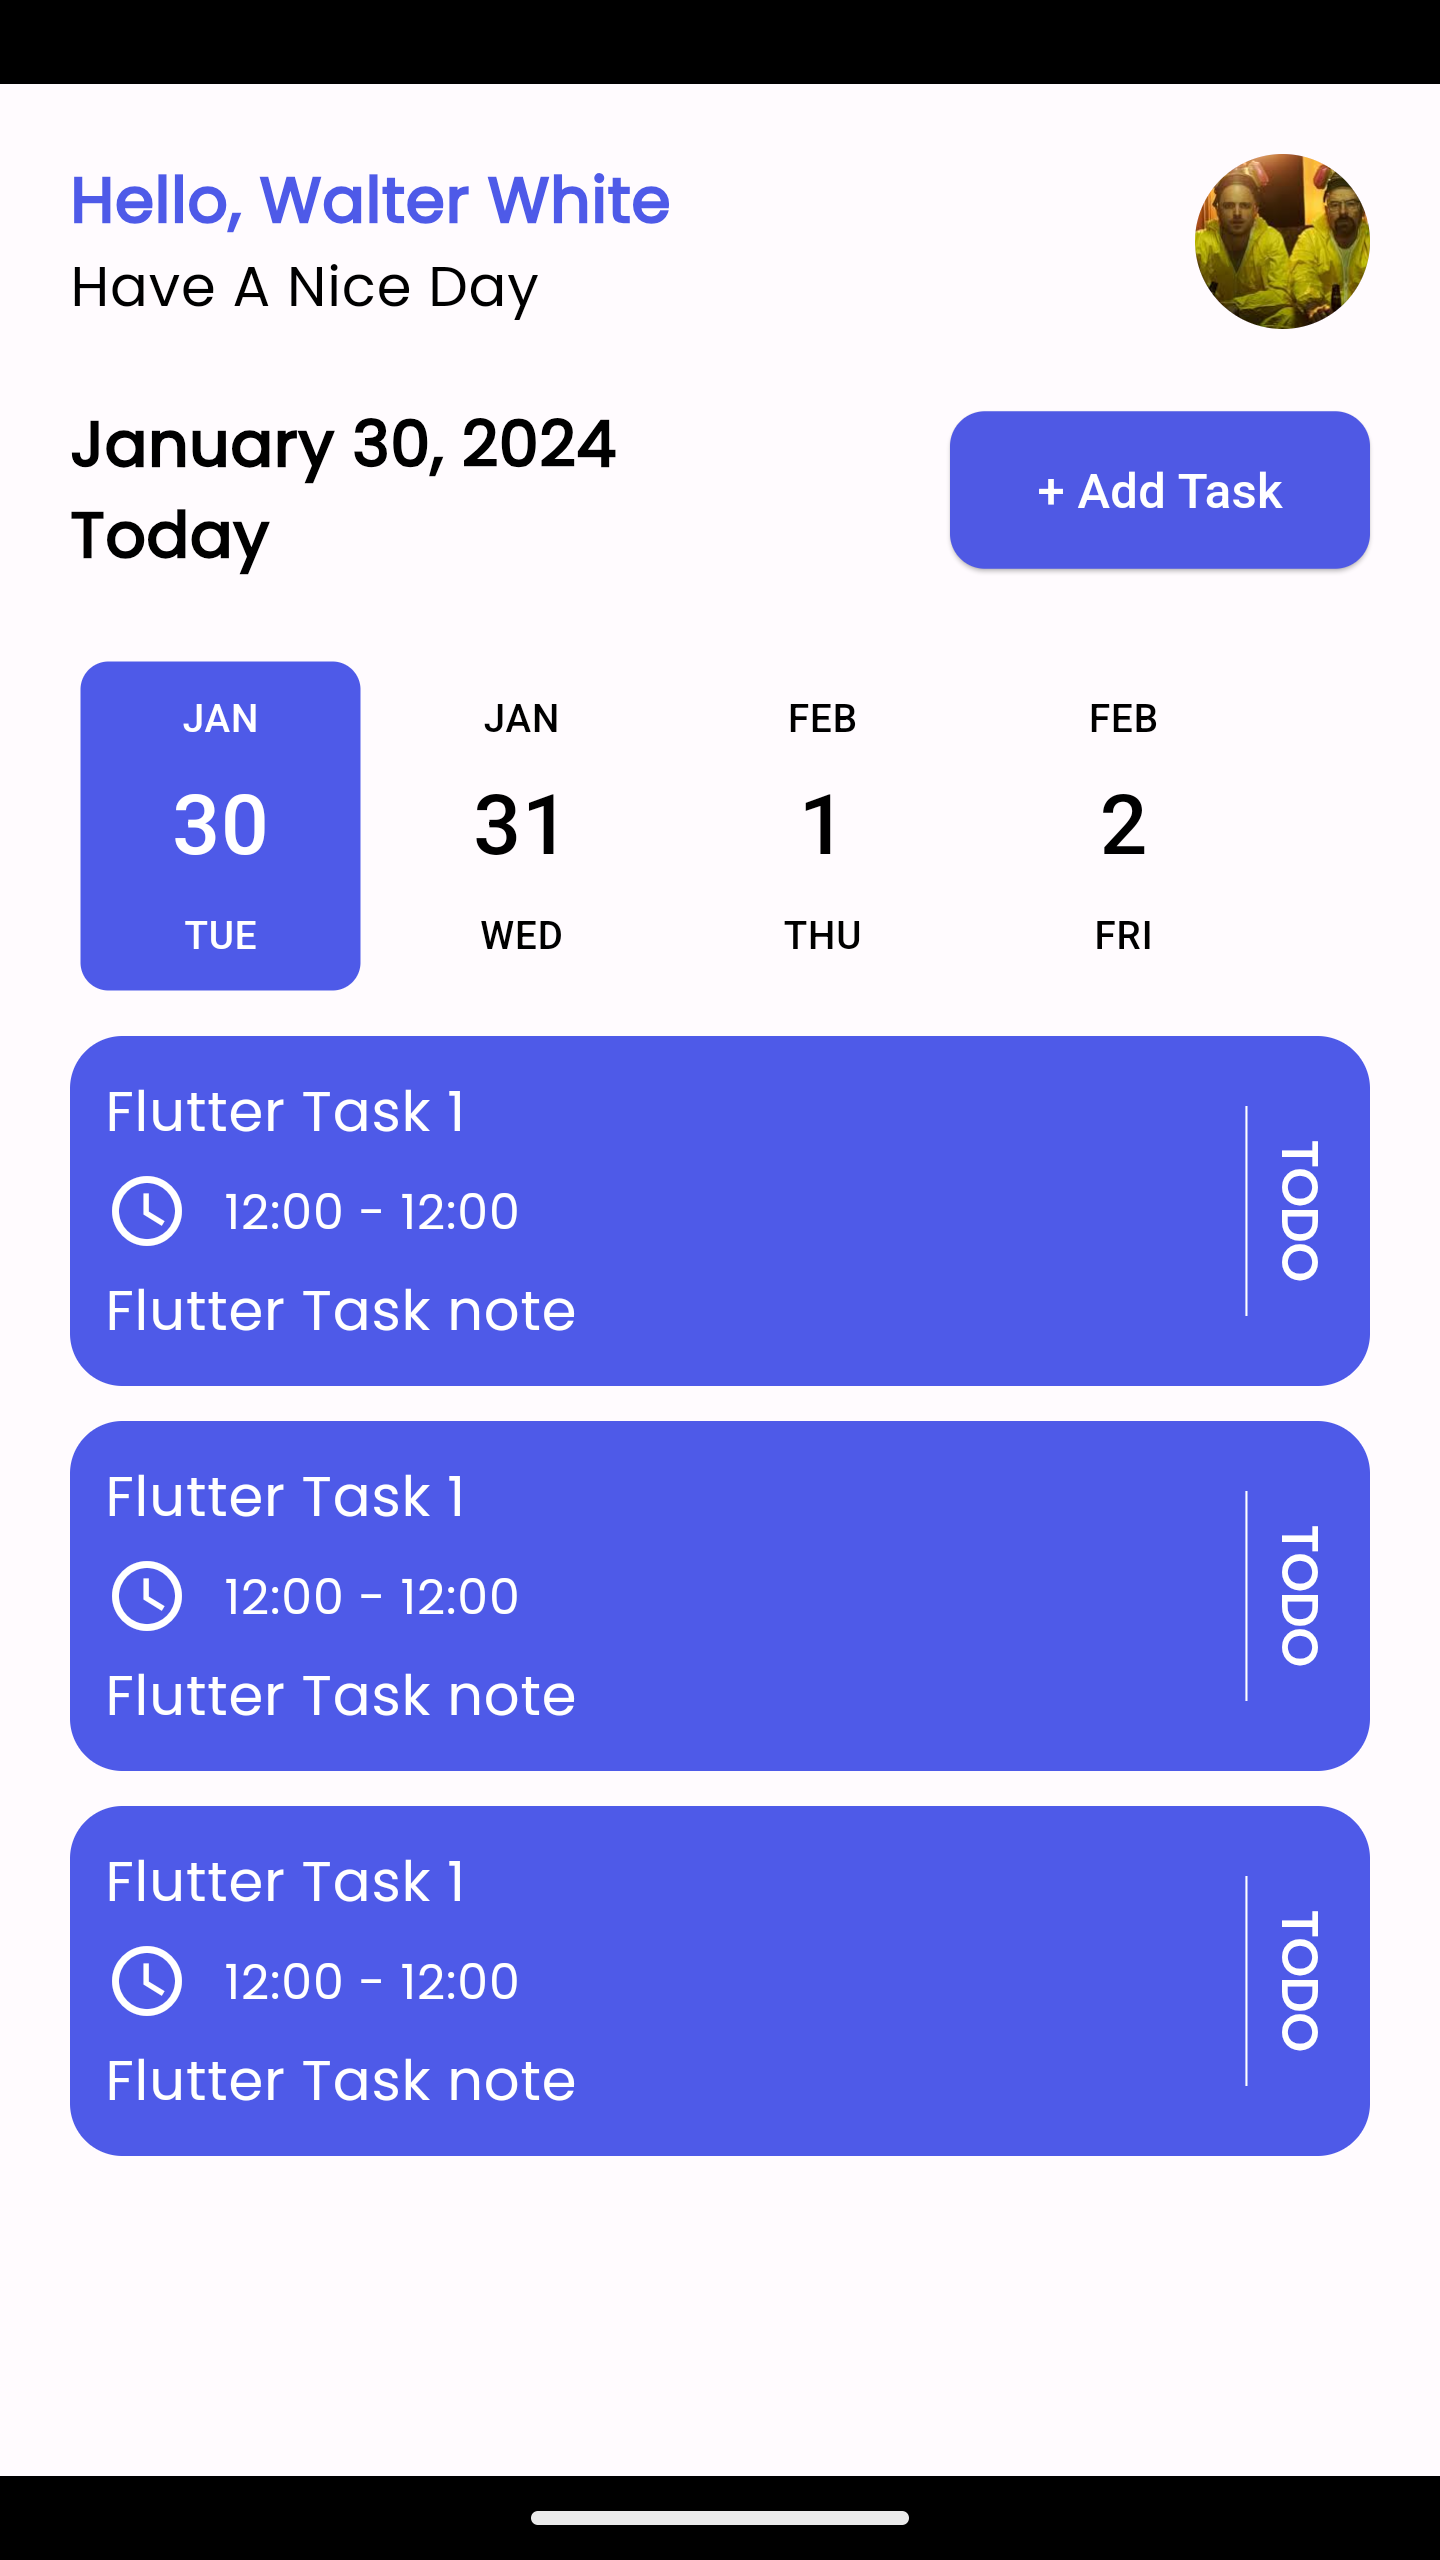 Hello, Walter White
Have A Nice Day
January 30, 2024
Today
+ Add Task
JAN JAN FEB FEB
30 31 1 2
TUE WED THU FRI
Flutter Task 1
12:00 - 12:00
Flutter Task note
TODO
Flutter Task 1
12:00 - 12:00
Flutter Task note
TODO
Flutter Task 1
12:00 - 12:00
Flutter Task note
TODO